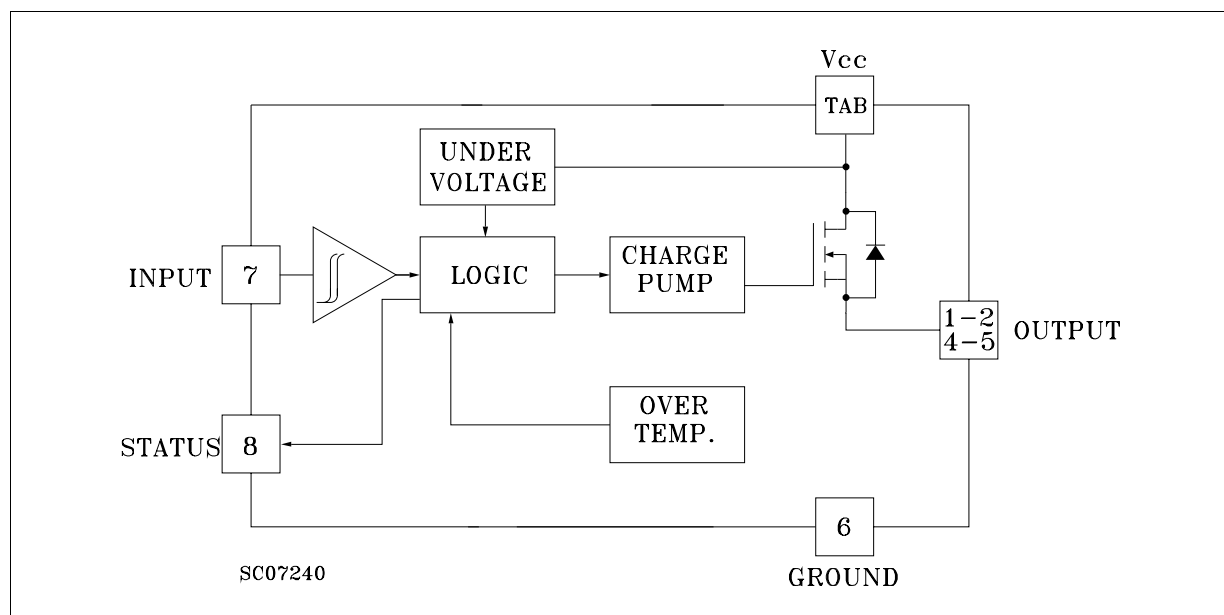 Vcc
TAB
UNDER
VOLTAGE
INPUT
7
LOGIC
CHARGE
PUMP
1-2
4-5
OUTPUT
STATUS
8
OVER
TEMP.
6
GROUND
SC07240